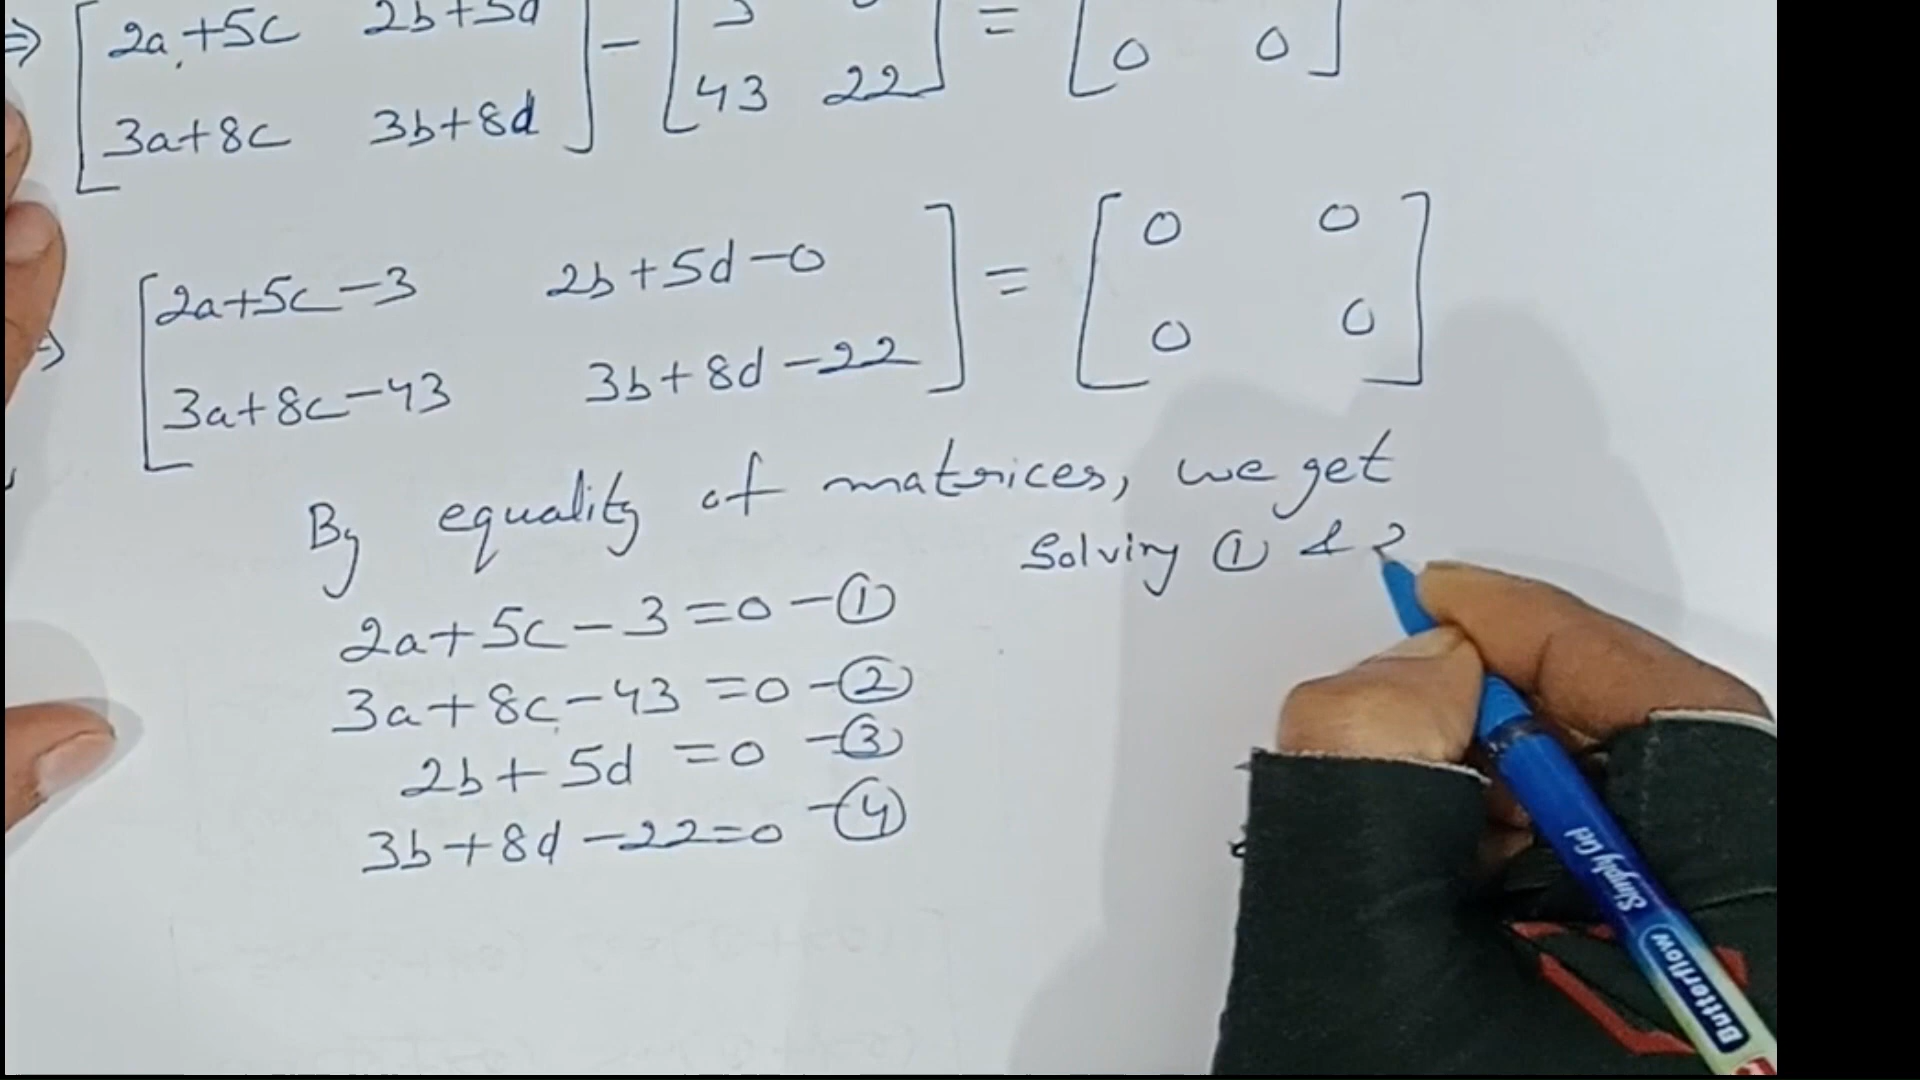 ⇒ [2a+5c 2b+5d] - [3 0] = [
3a+8c 3b+8d] 43 22] 0 0]
⇒ [2a+5c-3 2b+5d-0] = [0 0]
3a+8c-43 3b+8d-22] 0 0]
By equality of matrices, we get
2a+5c-3=0 -①
3a+8c-43=0 -②
2b+5d=0 -③
3b+8d-22=0 -④
Solving ① & 2
Butterflow Simply Gel